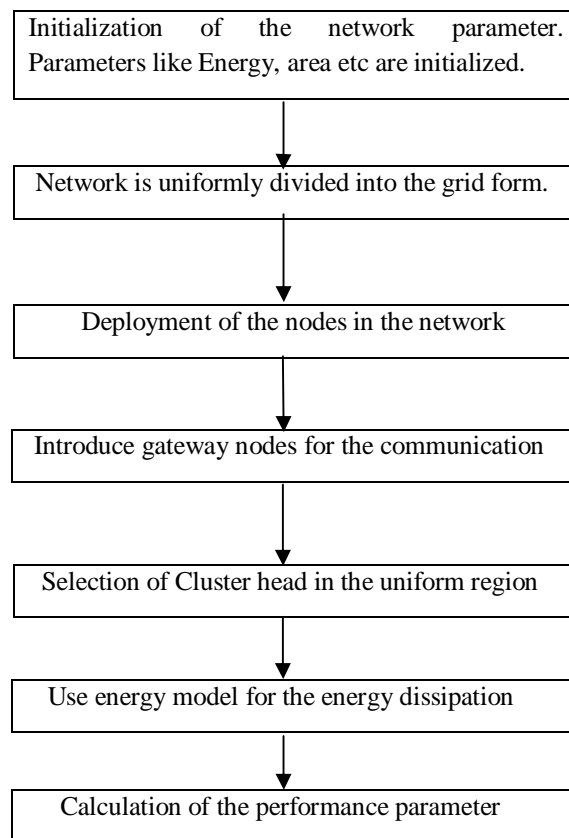 Initialization of the network parameter.
Parameters like Energy, area etc are initialized.
Network is uniformly divided into the grid form.
Deployment of the nodes in the network
Introduce gateway nodes for the communication
Selection of Cluster head in the uniform region
Use energy model for the energy dissipation
Calculation of the performance parameter